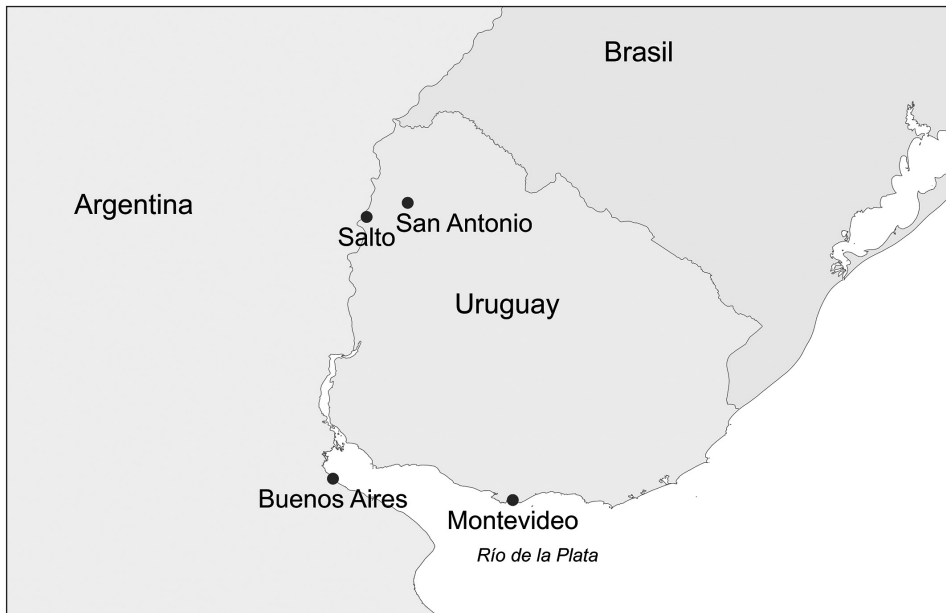 Brasil
Argentina
San Antonio
Salto
Uruguay
Buenos Aires
Montevideo
Río de la Plata